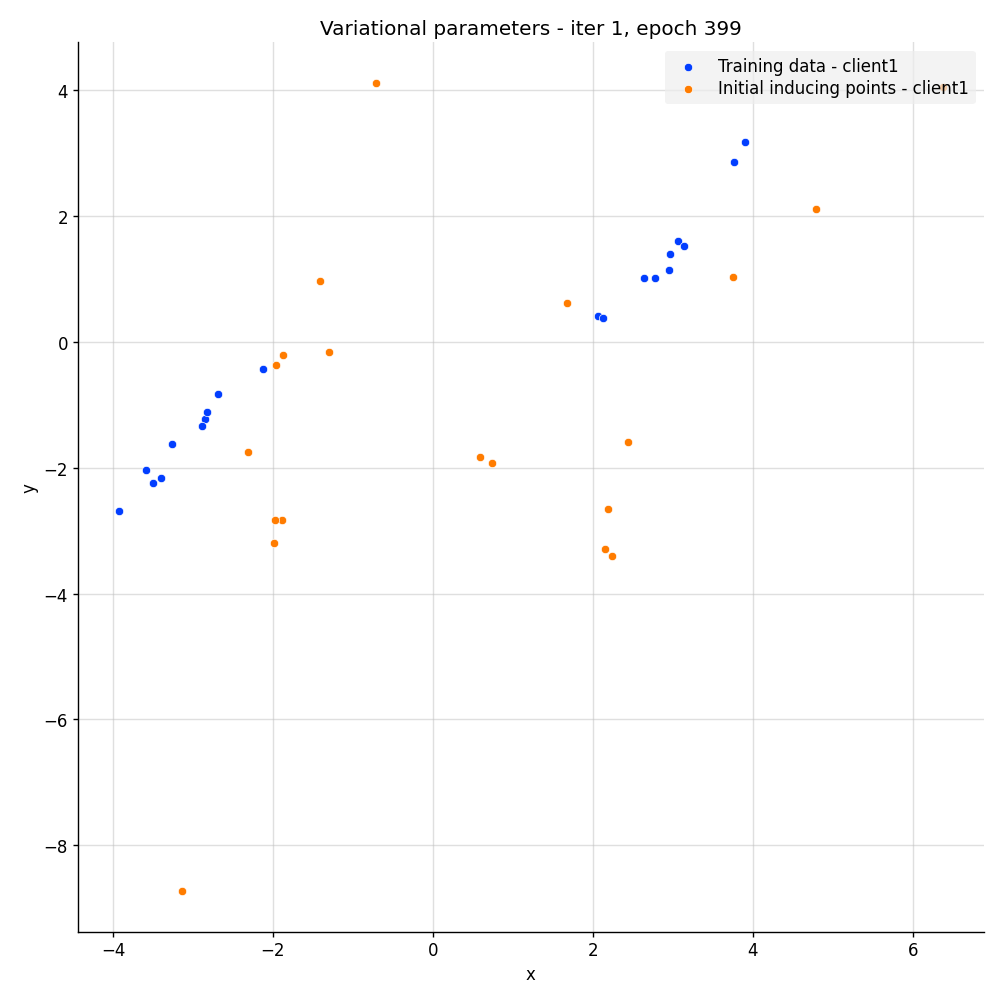 Variational parameters - iter 1, epoch 399
Training data - client1
Initial inducing points - client1
4
2
0
−2
−4
−6
−8
y
−4 −2 0 2 4 6
x